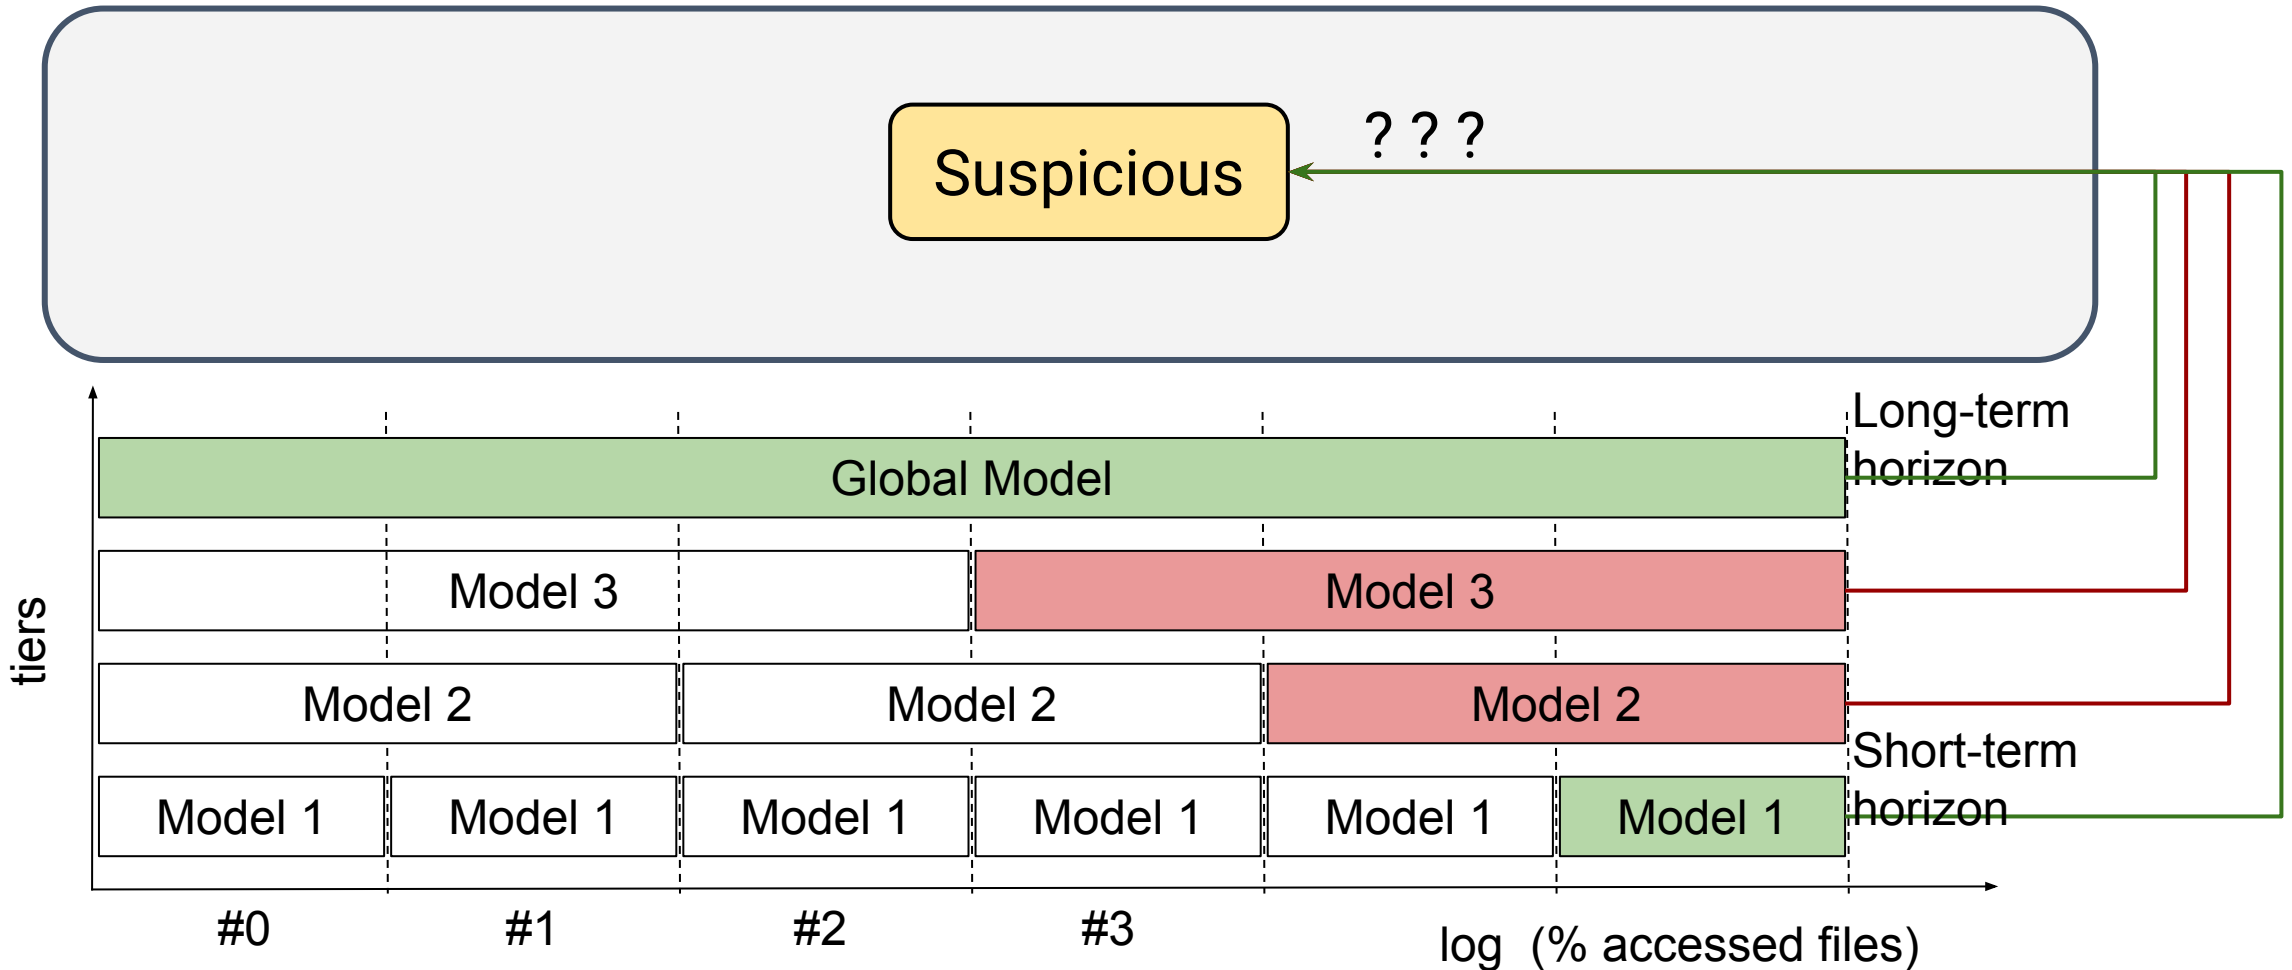 ? ? ?
Suspicious
Long-term
horizon
Global Model
Model 3
Model 3
tiers
Model 2
Model 2
Model 2
Short-term
horizon
Model 1
Model 1
Model 1
Model 1
Model 1
Model 1
#0
#1
#2
#3
log (% accessed files)